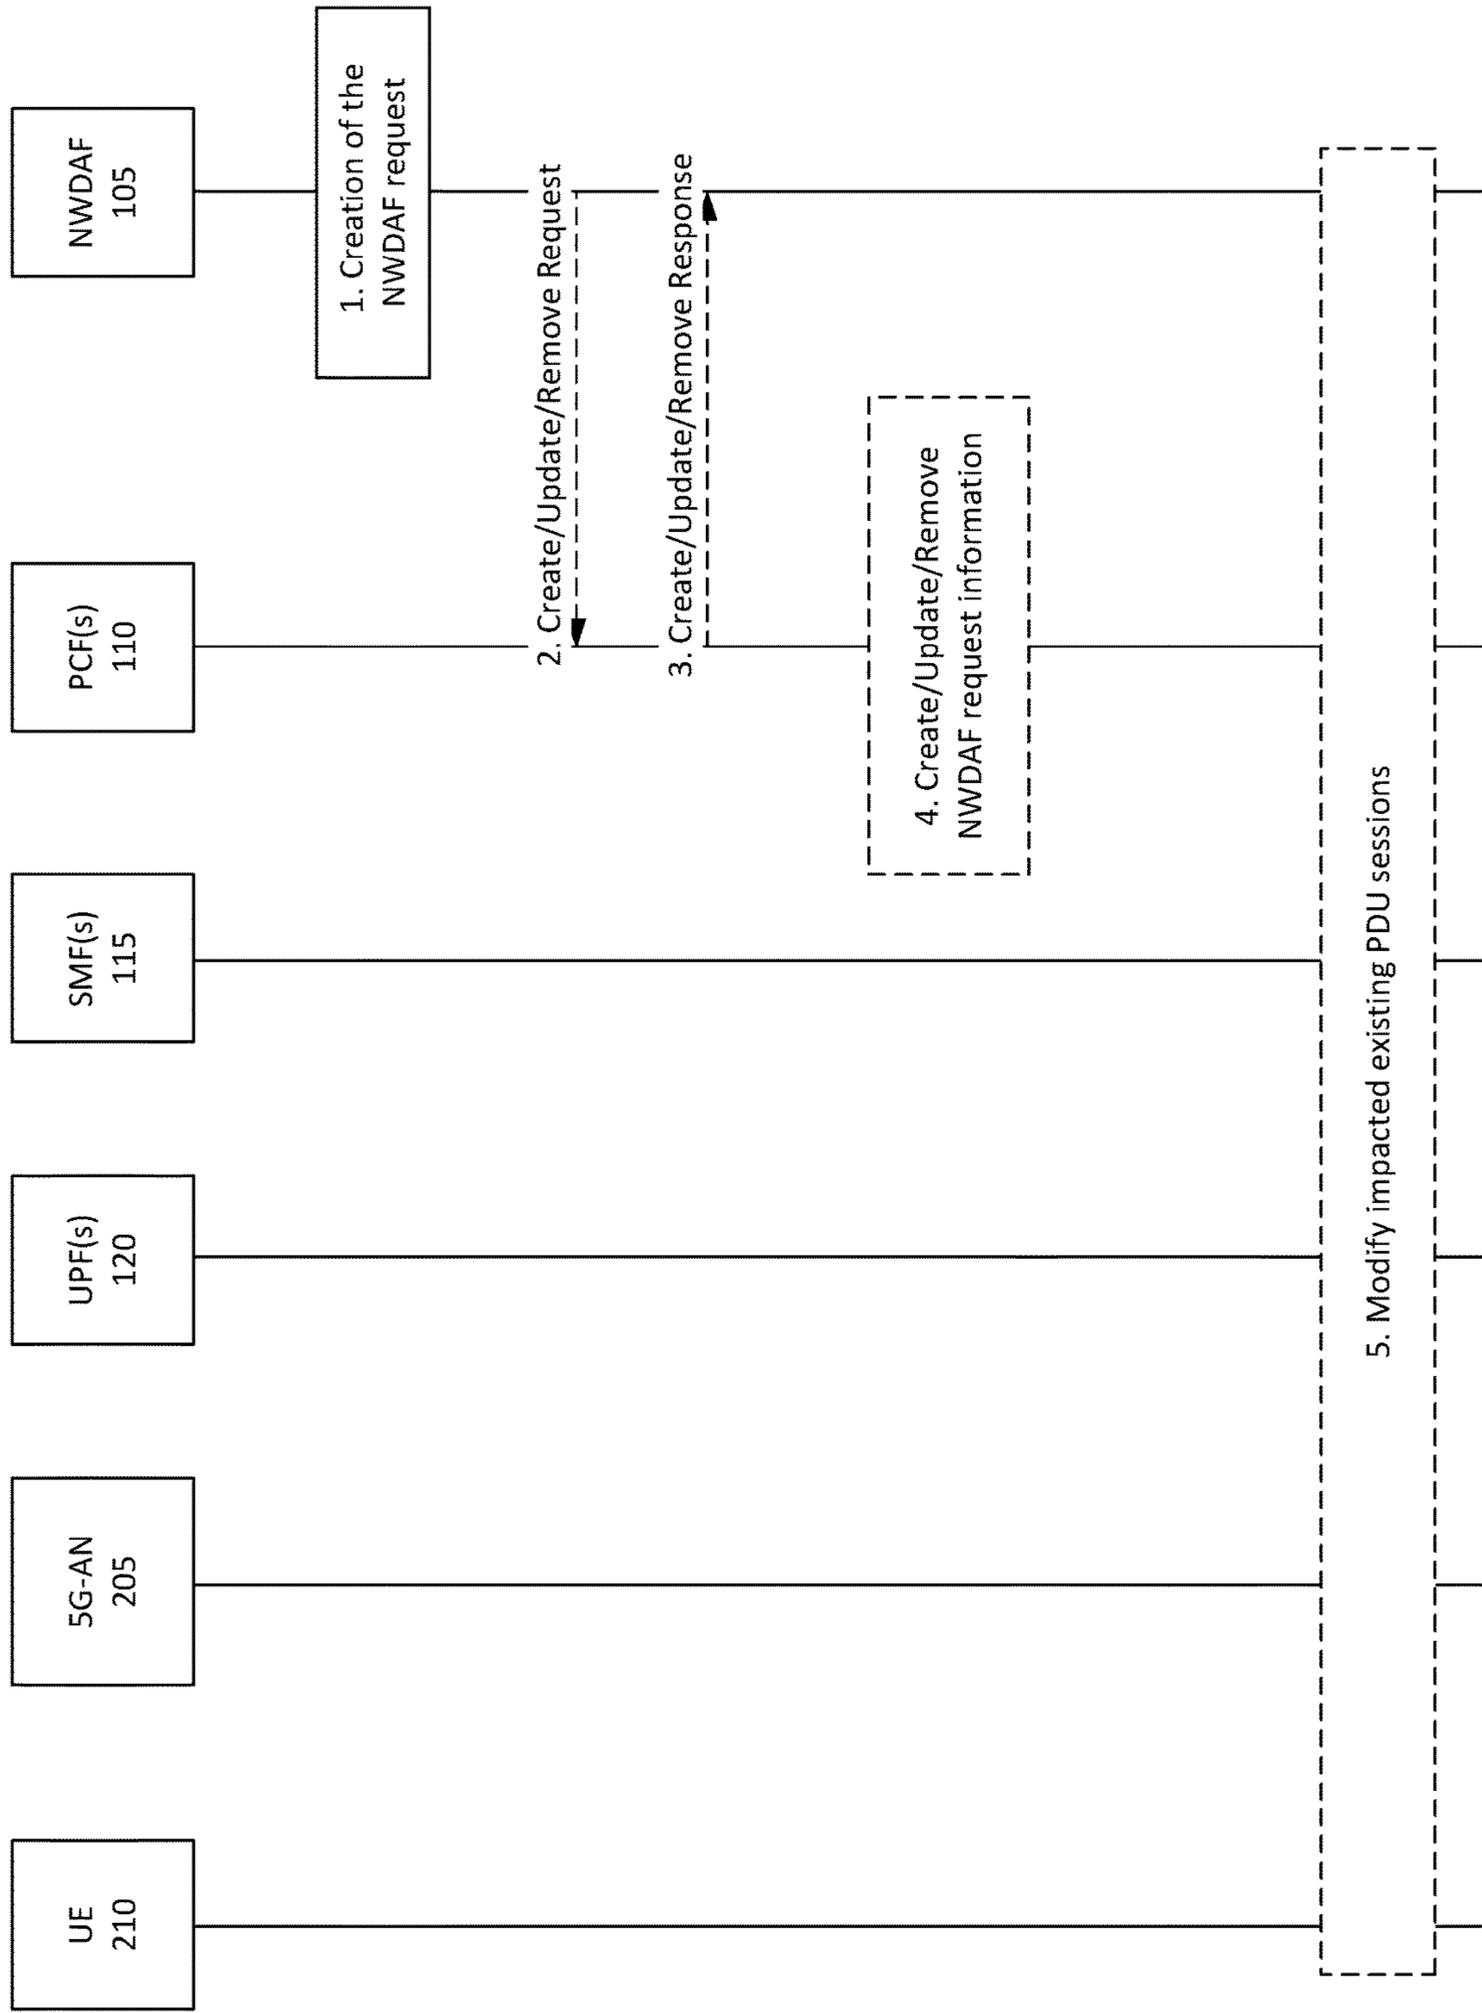 UE
210
5G-AN
205
UPF(s)
120
SMF(s)
115
PCF(s)
110
NWDAF
105
1. Creation of the
NWDAF request
2. Create/Update/Remove Request
3. Create/Update/Remove Response
4. Create/Update/Remove
NWDAF request information
5. Modify impacted existing PDU sessions